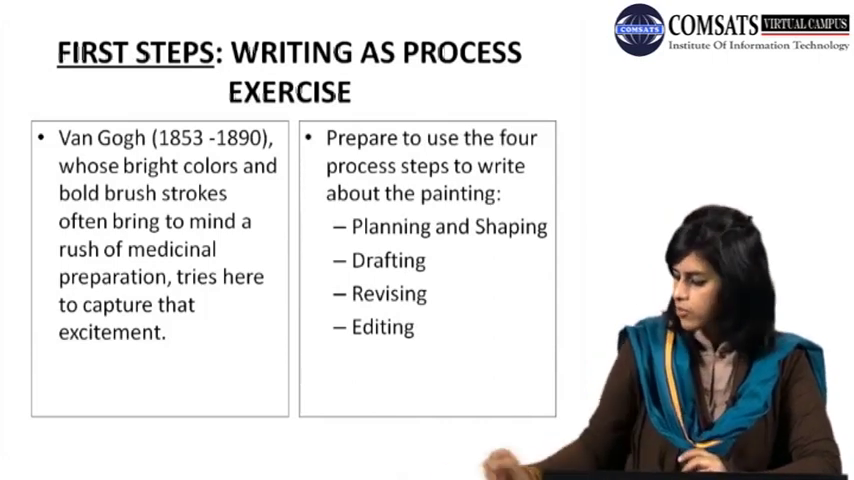 COMSATS VIRTUAL CAMPUS
COMSATS
Institute Of Information Technology
FIRST STEPS: WRITING AS PROCESS
EXERCISE
• Van Gogh (1853 -1890),
whose bright colors and
bold brush strokes
often bring to mind a
rush of medicinal
preparation, tries here
to capture that
excitement.
• Prepare to use the four
process steps to write
about the painting:
– Planning and Shaping
– Drafting
– Revising
– Editing